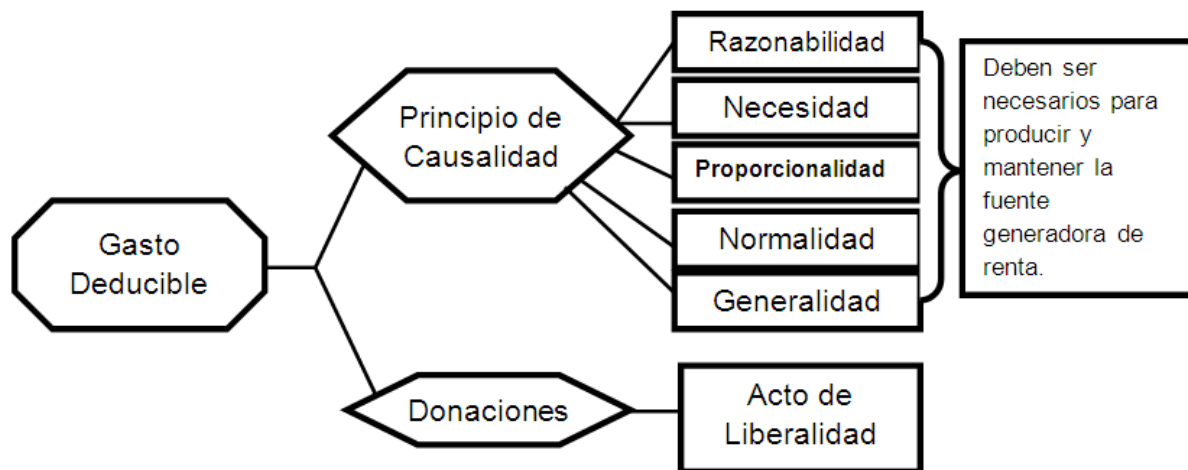 Gasto
Deducible
Principio de
Causalidad
Razonabilidad
Necesidad
Proporcionalidad
Normalidad
Generalidad
Deben ser
necesarios para
producir y
mantener la
fuente
generadora de
renta.
Donaciones
Acto de
Liberalidad